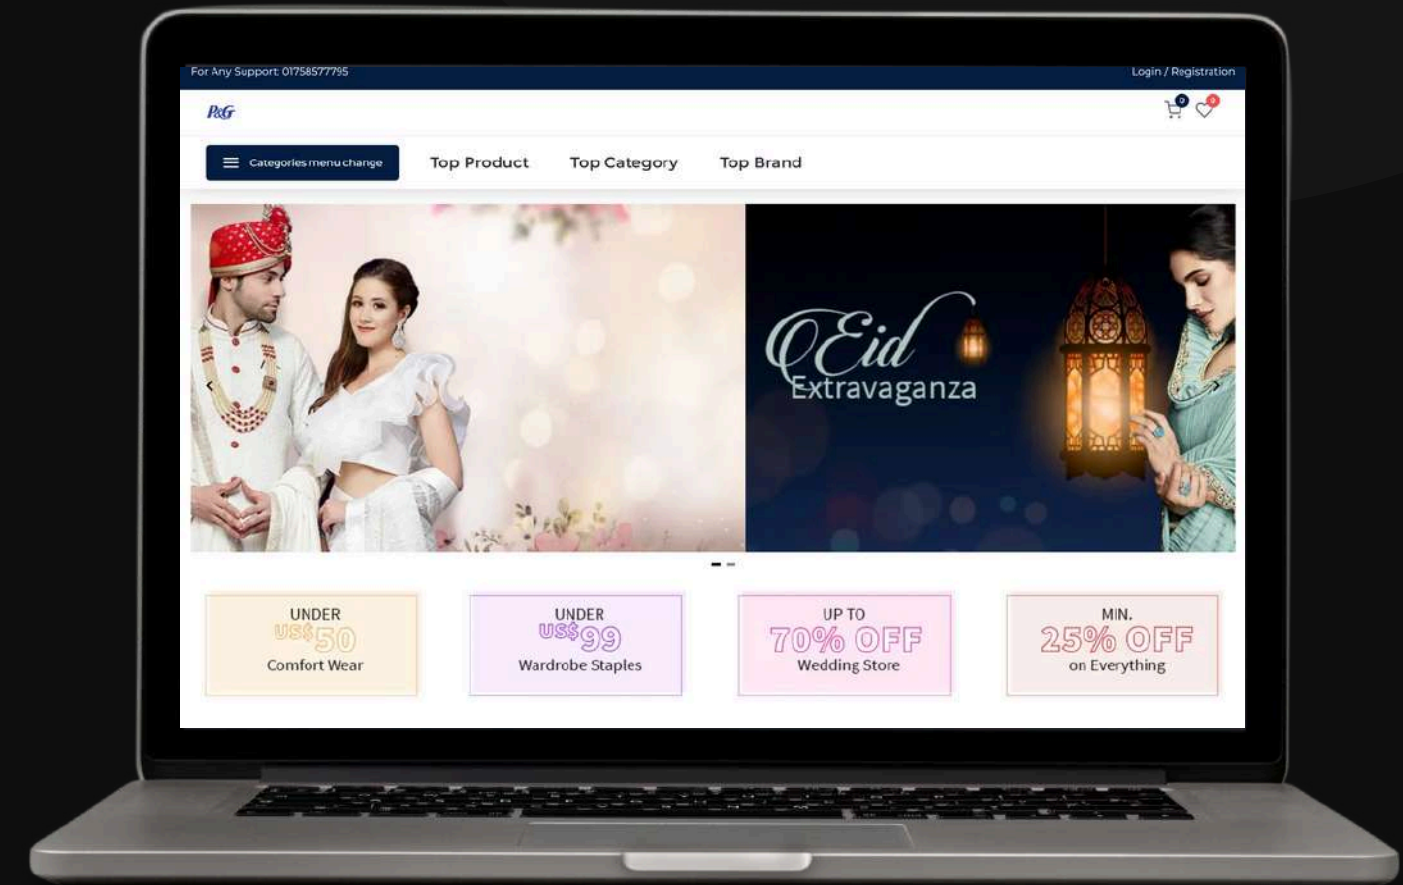 For Any Support: 01758577795
Login / Registration
P&G
0
0
Categories menu change
Top Product
Top Category
Top Brand
Eid
Extravaganza
UNDER
US$50
Comfort Wear
UNDER
US$99
Wardrobe Staples
UP TO
70% OFF
Wedding Store
MIN.
25% OFF
on Everything